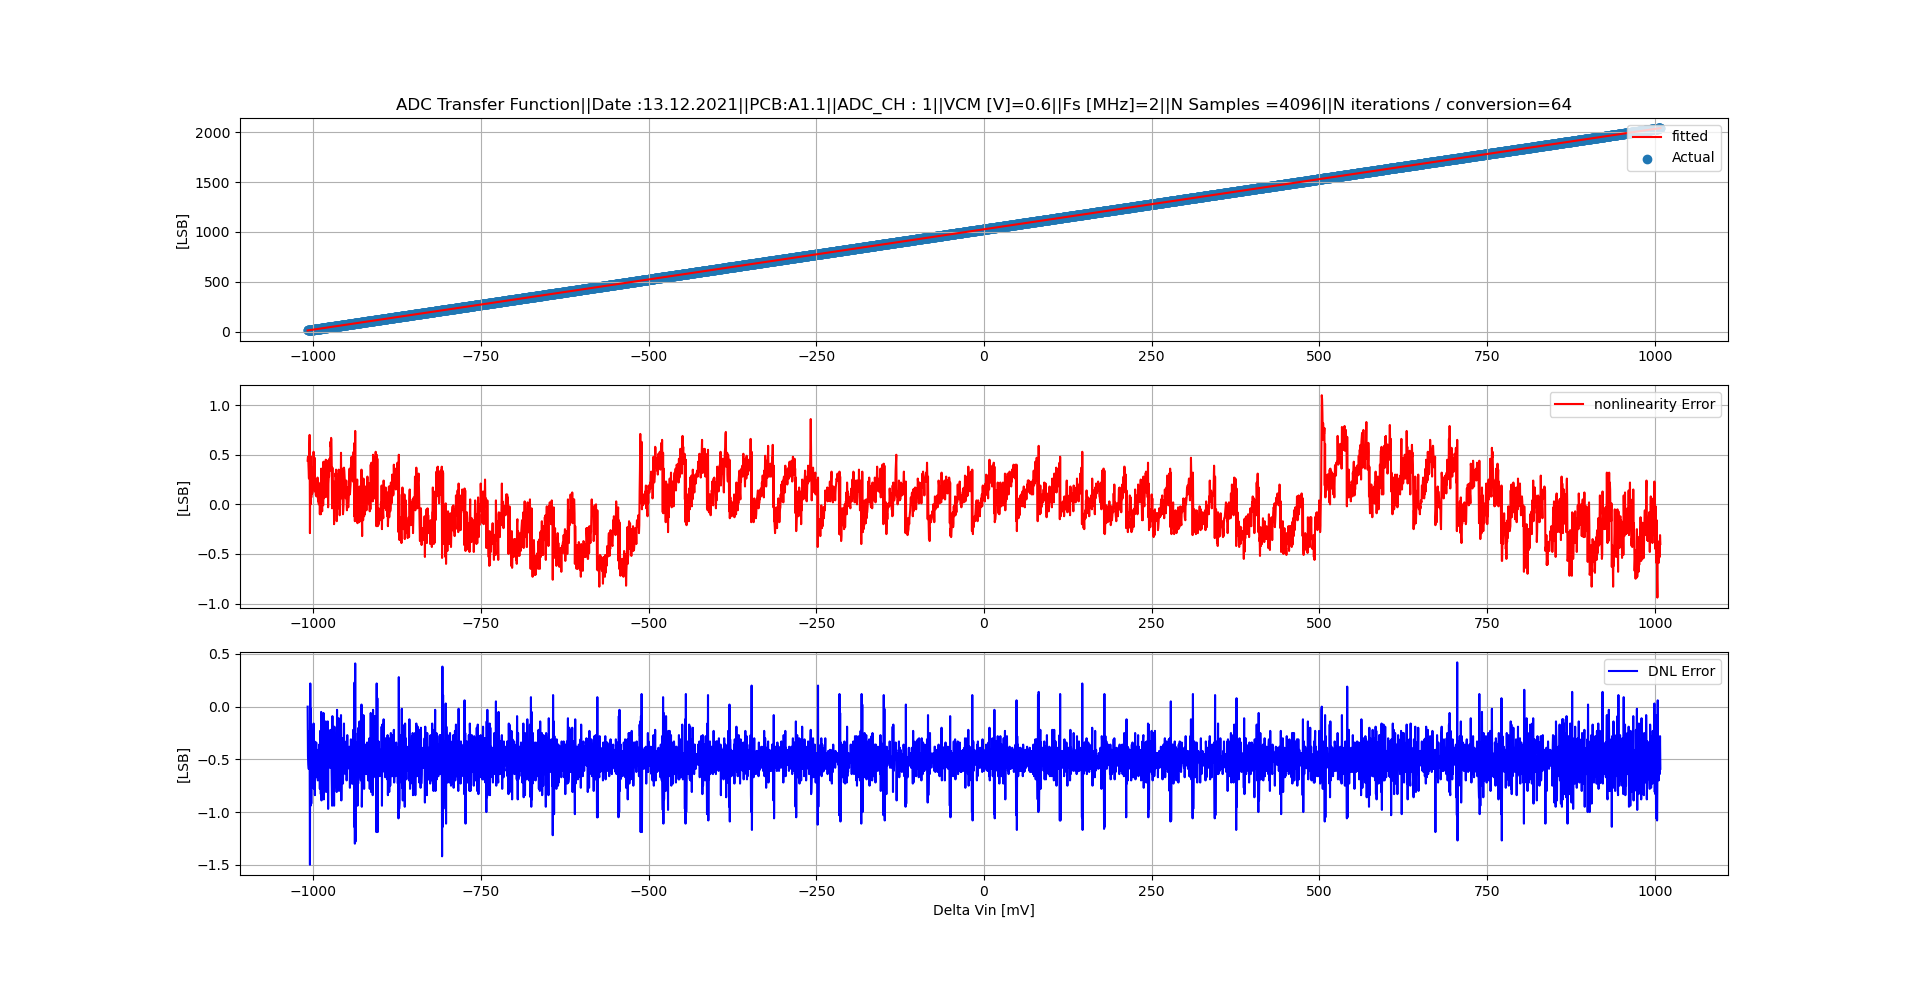 ADC Transfer Function||Date :13.12.2021||PCB:A1.1||ADC_CH : 1||VCM [V]=0.6||Fs [MHz]=2||N Samples =4096||N iterations / conversion=64
2000
1500
1000
500
0
[LSB]
fitted
Actual
−1000 −750 −500 −250 0 250 500 750 1000
1.0
0.5
0.0
−0.5
−1.0
[LSB]
nonlinearity Error
−1000 −750 −500 −250 0 250 500 750 1000
0.5
0.0
−0.5
−1.0
−1.5
[LSB]
DNL Error
−1000 −750 −500 −250 0 250 500 750 1000
Delta Vin [mV]